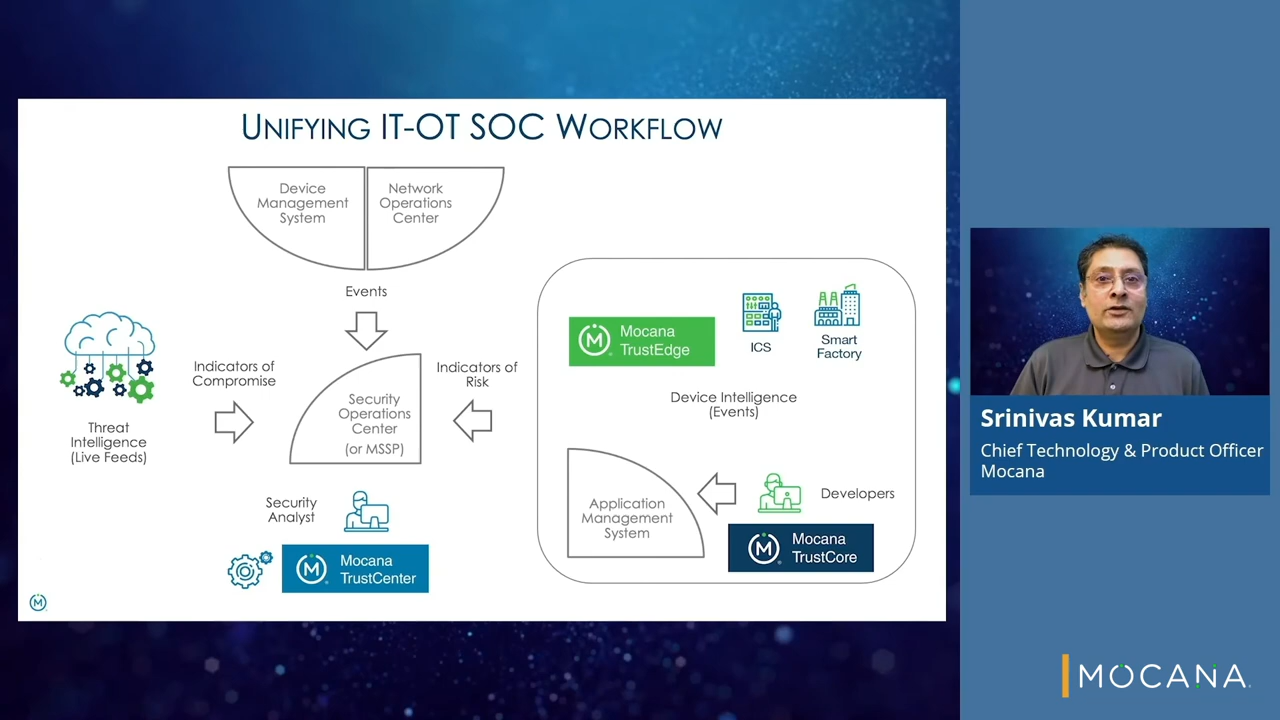 UNIFYING IT-OT SOC WORKFLOW
Device
Management
System
Network
Operations
Center
Events
Indicators of
Compromise
Indicators of
Risk
Threat
Intelligence
(Live Feeds)
Security
Operations
Center
(or MSSP)
Security
Analyst
Mocana
TrustCenter
Mocana
TrustEdge
ICS
Smart
Factory
Device Intelligence
(Events)
Application
Management
System
Developers
Mocana
TrustCore
Srinivas Kumar
Chief Technology & Product Officer
Mocana
MOCANA